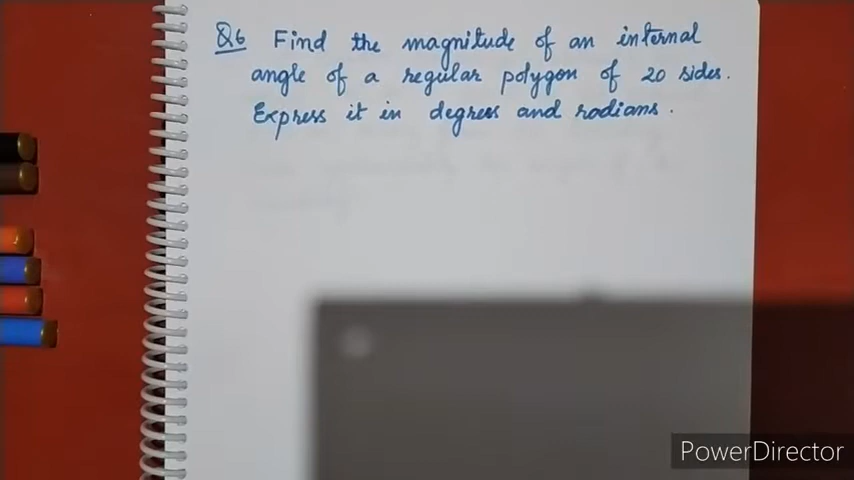 Q6 Find the magnitude of an internal
angle of a regular polygon of 20 sides.
Express it in degrees and radians.
PowerDirector